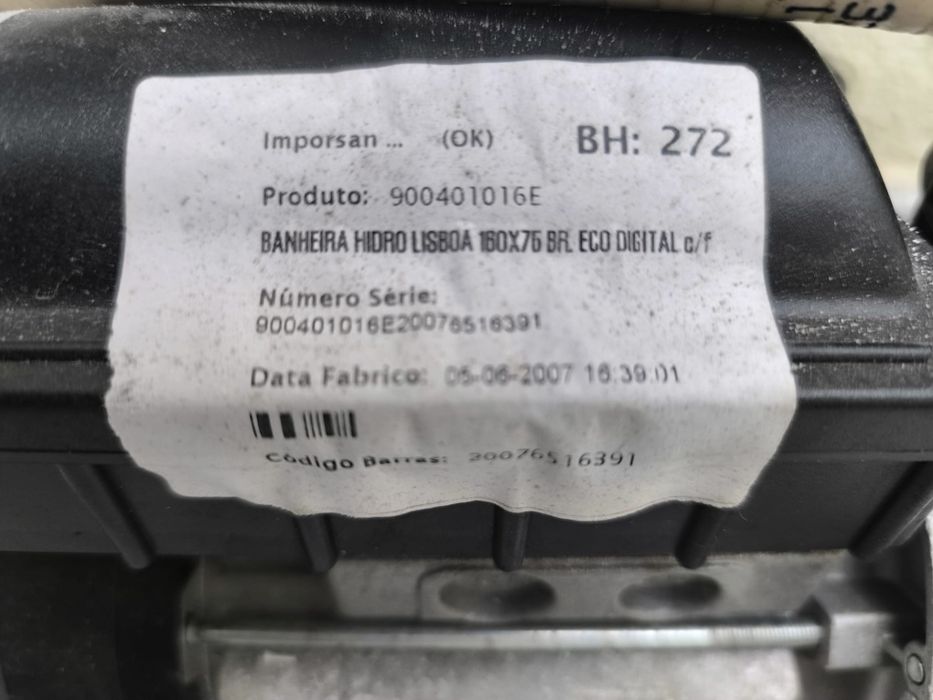 Imporsan ... (OK) BH: 272
Produto: 900401016E
BANHEIRA HIDRO LISBOA 160X75 BR. ECO DIGITAL c/f
Número Série:
900401016E20076516391
Data Fabrico: 05-06-2007 16:39:01
Código Barras: 20076516391